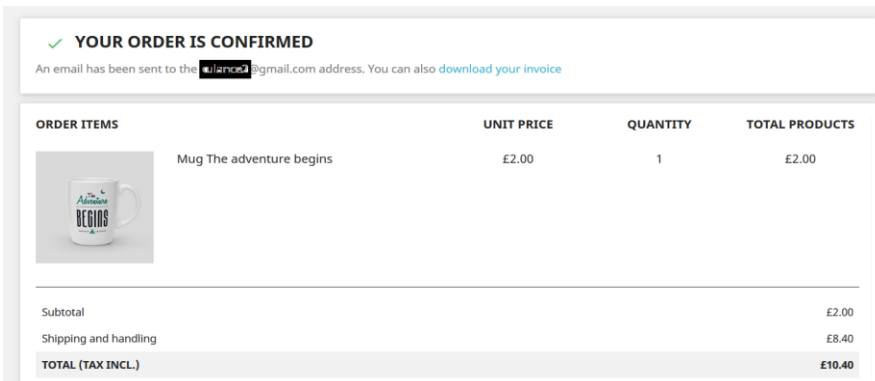 YOUR ORDER IS CONFIRMED
An email has been sent to the @gmail.com address. You can also download your invoice
ORDER ITEMS UNIT PRICE QUANTITY TOTAL PRODUCTS
Mug The adventure begins £2.00 1 £2.00
The
Adventure
BEGINS
Subtotal £2.00
Shipping and handling £8.40
TOTAL (TAX INCL.) £10.40